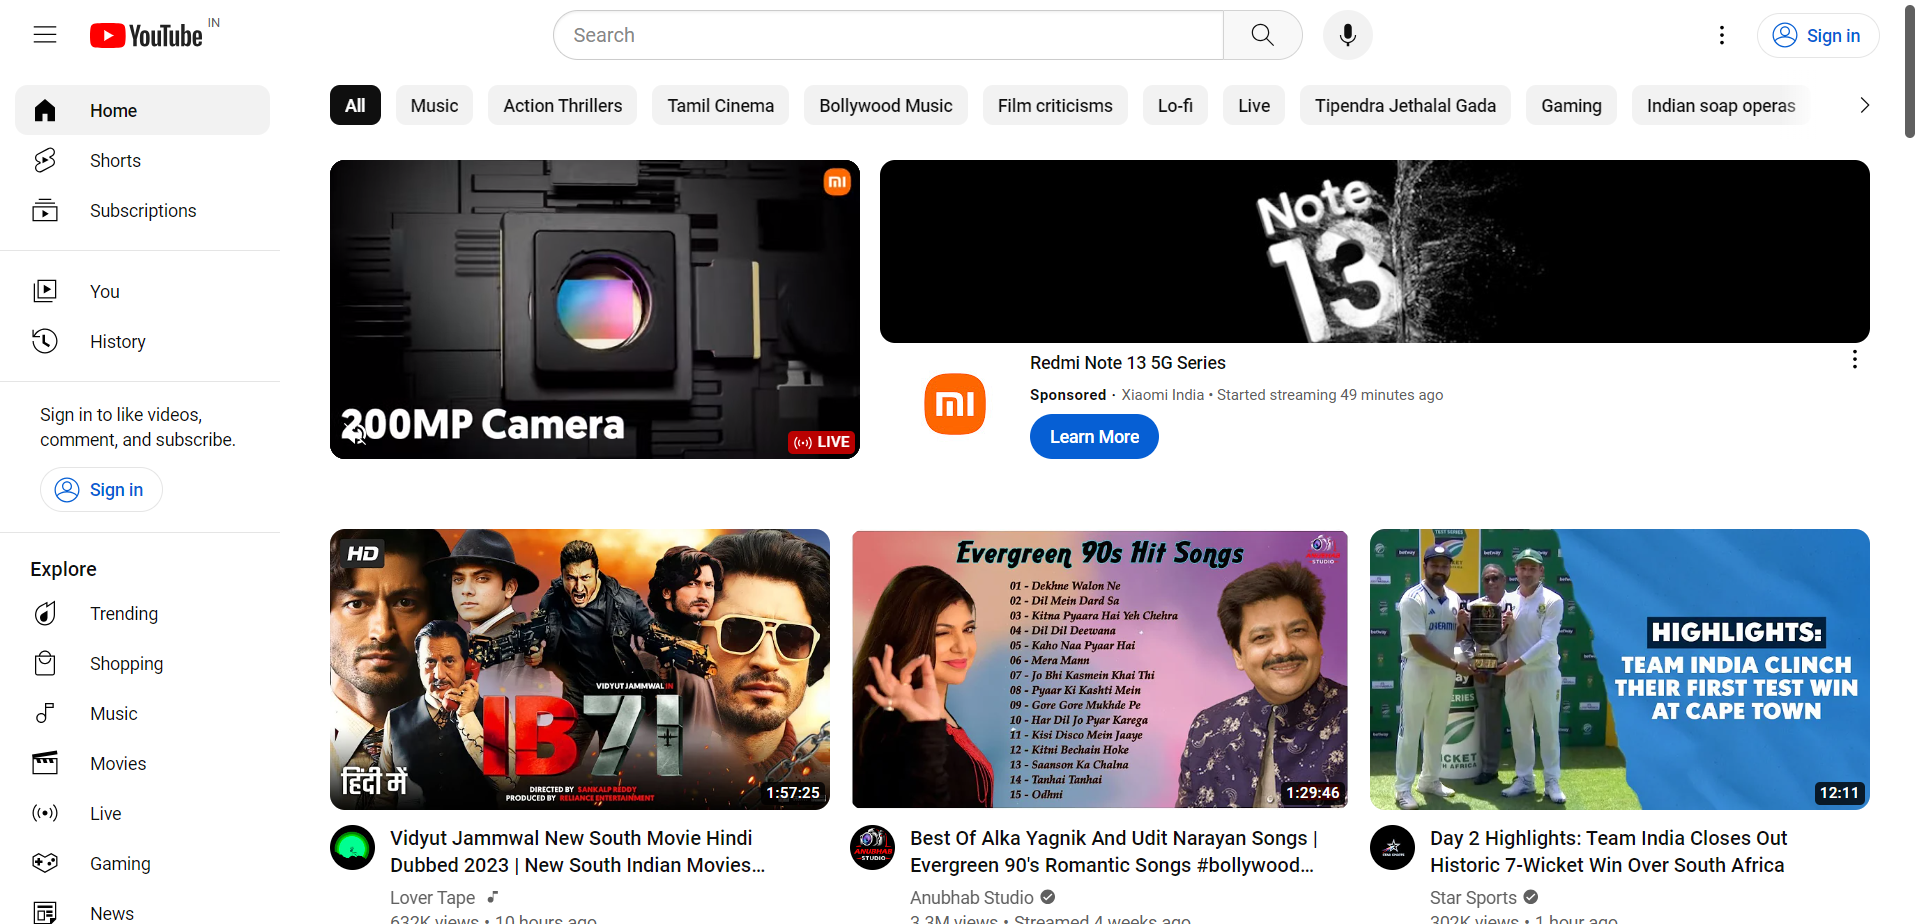 YouTube IN
Search
Sign in
Home
Shorts
Subscriptions
You
History
Sign in to like videos,
comment, and subscribe.
Sign in
Explore
Trending
Shopping
Music
Movies
Live
Gaming
News
All
Music
Action Thrillers
Tamil Cinema
Bollywood Music
Film criticisms
Lo-fi
Live
Tipendra Jethalal Gada
Gaming
Indian soap operas
mi
200MP Camera
LIVE
Note
13
mi
Redmi Note 13 5G Series
Sponsored · Xiaomi India • Started streaming 49 minutes ago
Learn More
HD
VIDYUT JAMMWAL IN
IB71
हिंदी में
DIRECTED BY SANKALP REDDY
PRODUCED BY RELIANCE ENTERTAINMENT
1:57:25
Vidyut Jammwal New South Movie Hindi
Dubbed 2023 | New South Indian Movies...
Lover Tape
632K views • 10 hours ago
Evergreen 90s Hit Songs
ANUBHAB
STUDIO
01 - Dekhne Walon Ne
02 - Dil Mein Dard Sa
03 - Kitna Pyaara Hai Yeh Chehra
04 - Dil Dil Deewana
05 - Kaho Naa Pyaar Hai
06 - Mera Mann
07 - Jo Bhi Kasmein Khai Thi
08 - Pyaar Ki Kashti Mein
09 - Gore Gore Mukhde Pe
10 - Har Dil Jo Pyar Karega
11 - Kisi Disco Mein Jaaye
12 - Kitni Bechain Hoke
13 - Saanson Ka Chalna
14 - Tanhai Tanhai
15 - Odhni
1:29:46
ANUBHAB
STUDIO
Best Of Alka Yagnik And Udit Narayan Songs |
Evergreen 90's Romantic Songs #bollywood...
Anubhab Studio
3.3M views • Streamed 4 weeks ago
betway
DREAM11
HIGHLIGHTS:
TEAM INDIA CLINCH
THEIR FIRST TEST WIN
AT CAPE TOWN
12:11
STAR SPORTS
Day 2 Highlights: Team India Closes Out
Historic 7-Wicket Win Over South Africa
Star Sports
302K views • 1 hour ago